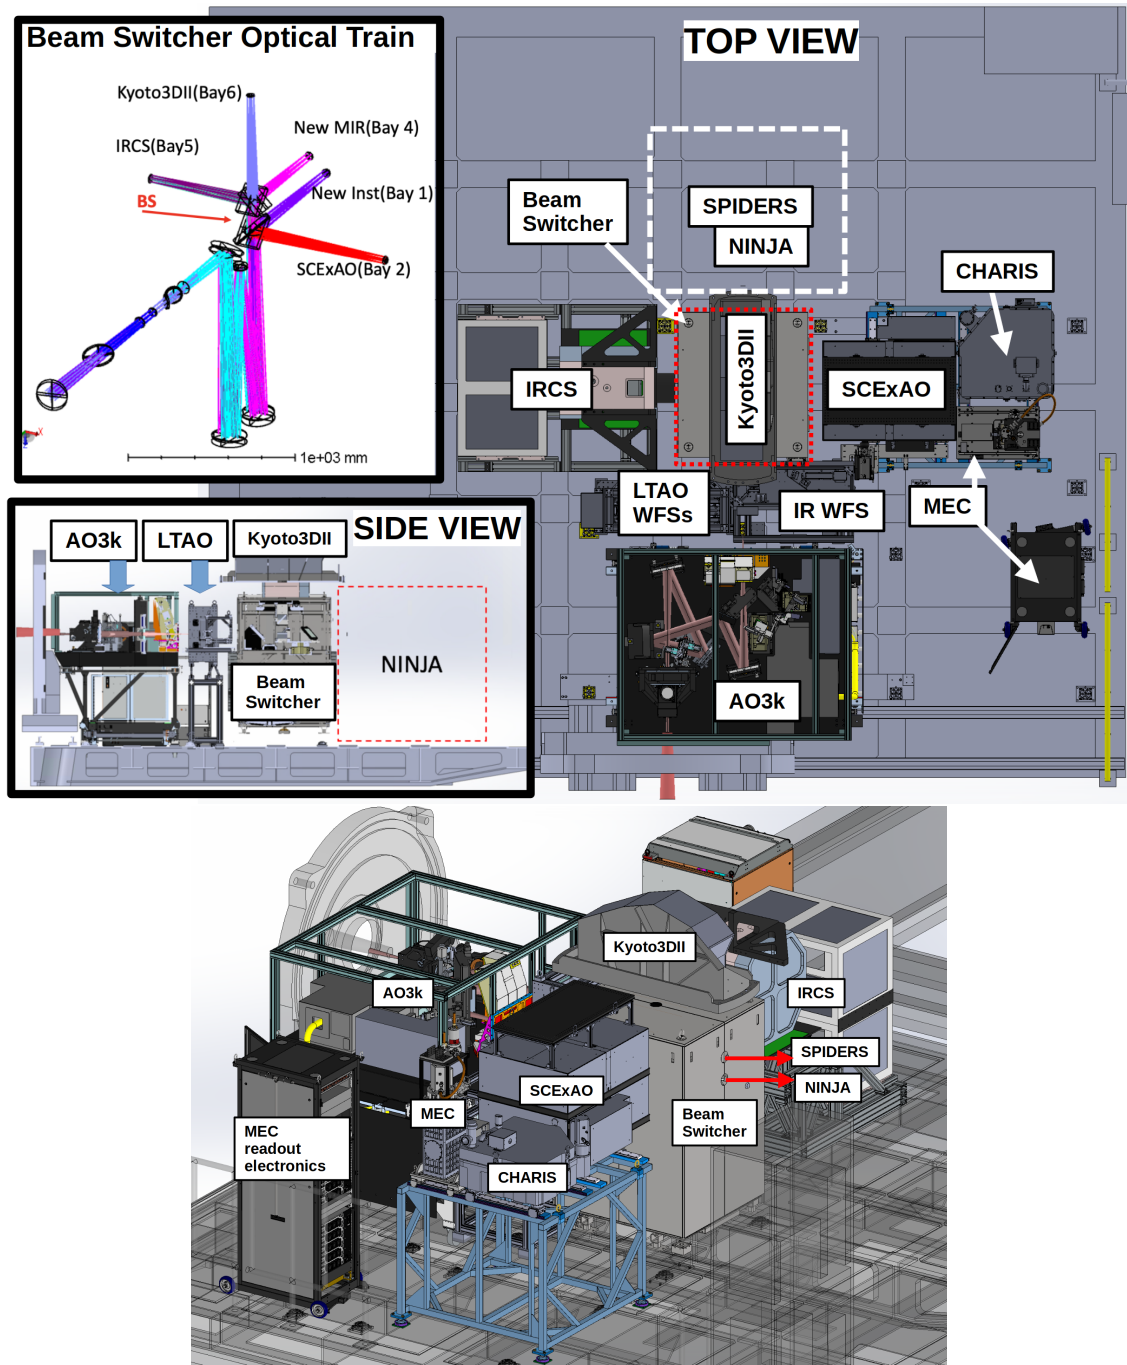 Beam Switcher Optical Train
Kyoto3DII(Bay6)
New MIR(Bay 4)
IRCS(Bay5)
New Inst(Bay 1)
BS
SCExAO(Bay 2)
X
1e+03 mm
TOP VIEW
Beam
Switcher
SPIDERS
NINJA
CHARIS
IRCS
Kyoto3DII
SCExAO
LTAO
WFSs
IR WFS
MEC
AO3k
SIDE VIEW
AO3k
LTAO
Kyoto3DII
Beam
Switcher
NINJA
Kyoto3DII
AO3k
IRCS
SPIDERS
NINJA
SCExAO
MEC
Beam
Switcher
MEC
readout
electronics
CHARIS